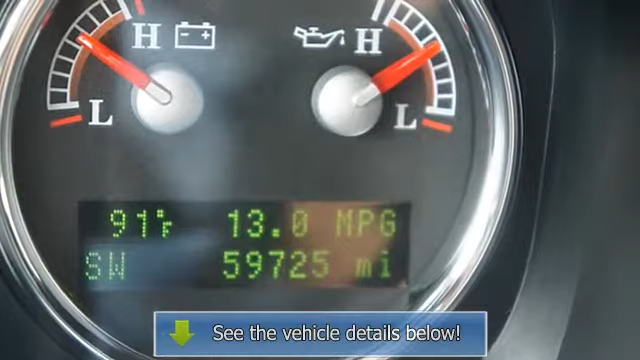 H H
L L
91°F 13.0 MPG
SW 59725 mi
See the vehicle details below!